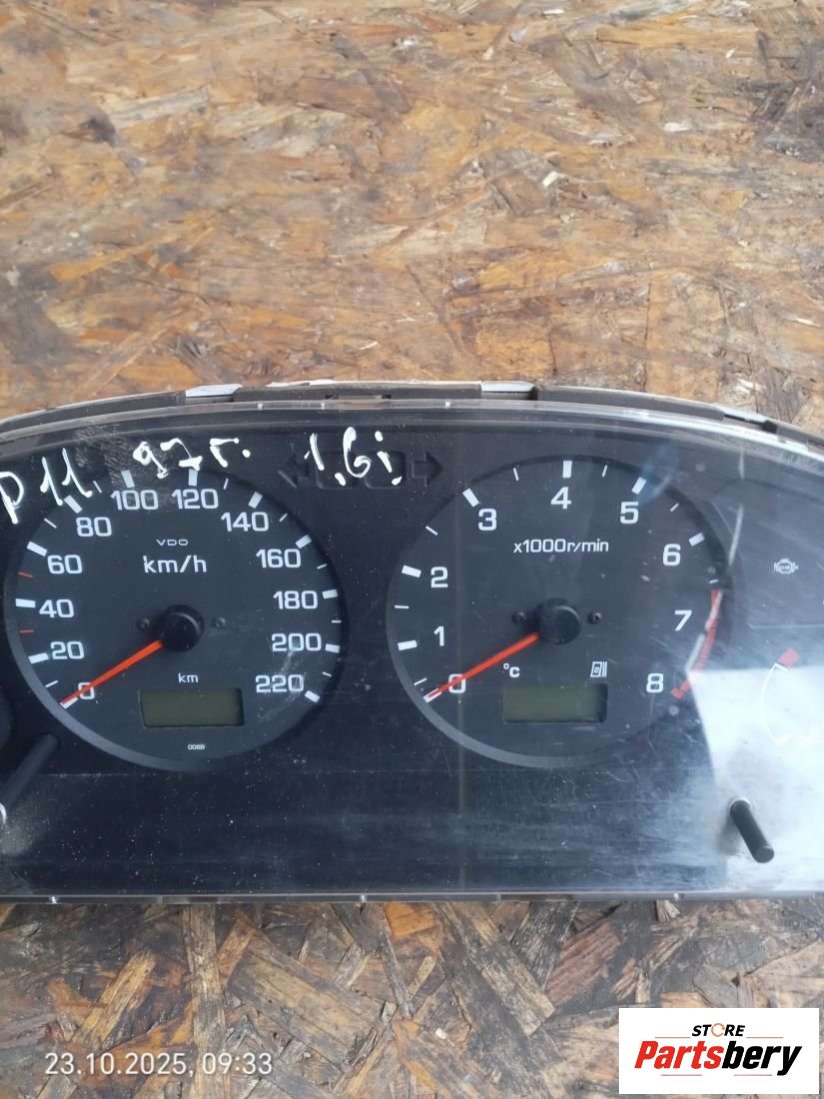 P11. 97г. 1.6i.
80 100 120 140
60 VDO 160
km/h
40 180
20 200
0 km 220
0088
3 4 5
x1000r/min
2 6
1 7
0 °c 8
23.10.2025, 09:33
STORE
Partsbery